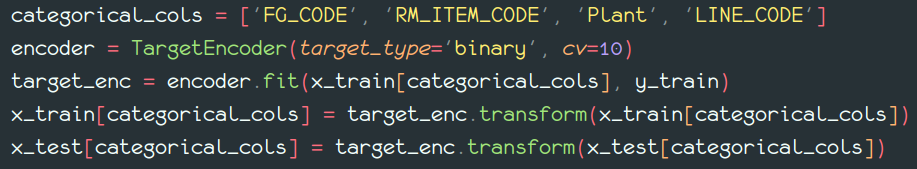 categorical_cols = ['FG_CODE', 'RM_ITEM_CODE', 'Plant', 'LINE_CODE']
encoder = TargetEncoder(target_type='binary', cv=10)
target_enc = encoder.fit(x_train[categorical_cols], y_train)
x_train[categorical_cols] = target_enc.transform(x_train[categorical_cols])
x_test[categorical_cols] = target_enc.transform(x_test[categorical_cols])